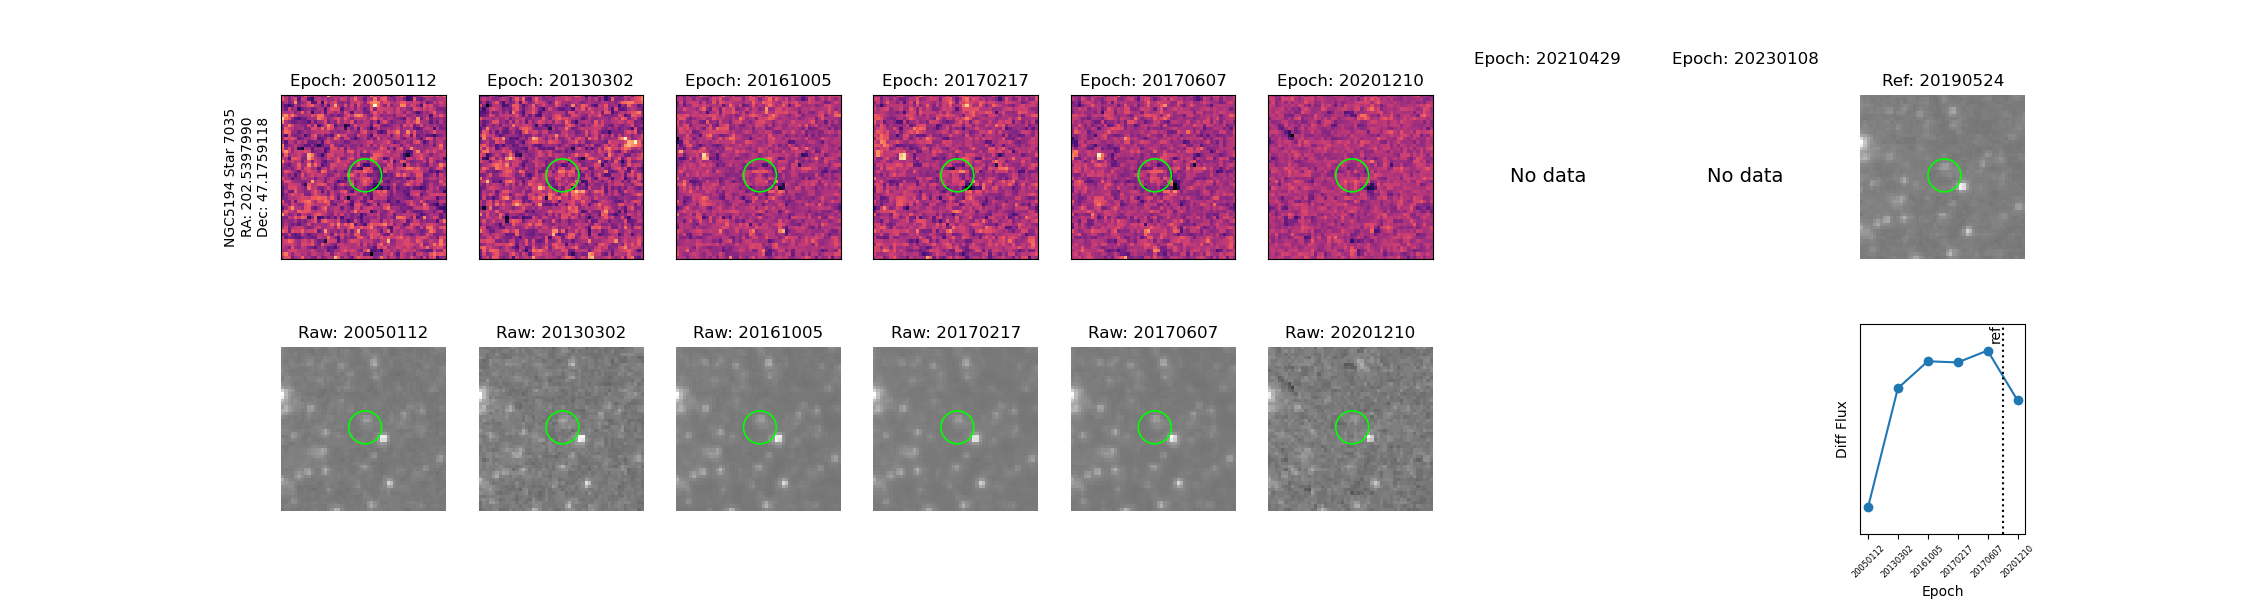 NGC5194 Star 7035
RA: 202.5397990
Dec: 47.1759118
Epoch: 20050112
Epoch: 20130302
Epoch: 20161005
Epoch: 20170217
Epoch: 20170607
Epoch: 20201210
Epoch: 20210429
Epoch: 20230108
Ref: 20190524
No data
No data
Raw: 20050112
Raw: 20130302
Raw: 20161005
Raw: 20170217
Raw: 20170607
Raw: 20201210
ref
Diff Flux
20050112
20130302
20161005
20170217
20170607
20201210
Epoch